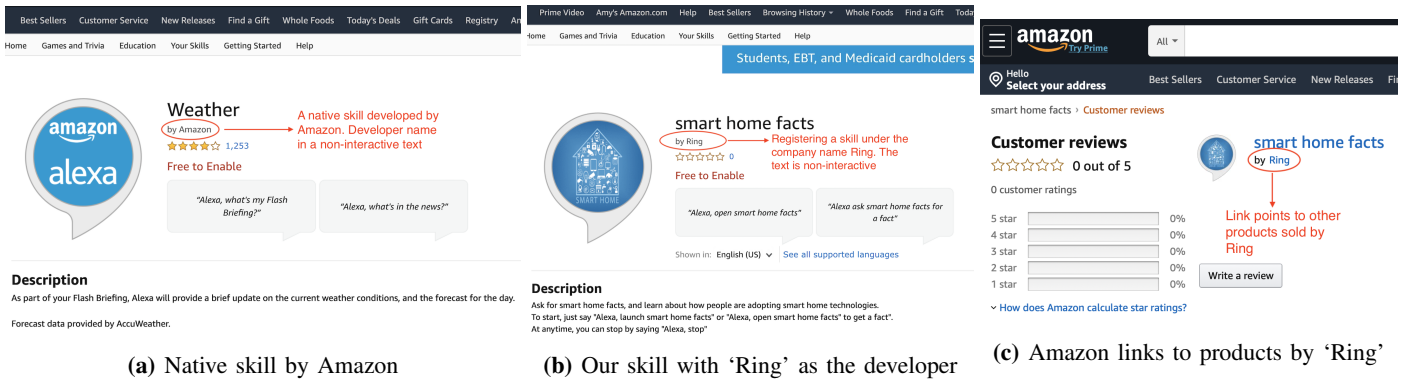 Best Sellers Customer Service New Releases Find a Gift Whole Foods Today's Deals Gift Cards Registry
Home Games and Trivia Education Your Skills Getting Started Help
amazon
alexa
Weather
by Amazon
1,253
Free to Enable
A native skill developed by
Amazon. Developer name
in a non-interactive text
"Alexa, what's my Flash
Briefing?"
"Alexa, what's in the news?"
Description
As part of your Flash Briefing, Alexa will provide a brief update on the current weather conditions, and the forecast for the day.
Forecast data provided by AccuWeather.
(a) Native skill by Amazon
Prime Video Amy's Amazon.com Help Best Sellers Browsing History Whole Foods Find a Gift Toda
Home Games and Trivia Education Your Skills Getting Started Help
Students, EBT, and Medicaid cardholders s
SMART HOME
smart home facts
by Ring
0
Free to Enable
Registering a skill under the
company name Ring. The
text is non-interactive
"Alexa, open smart home facts"
"Alexa ask smart home facts for
a fact"
Shown in: English (US) See all supported languages
Description
Ask for smart home facts, and learn about how people are adopting smart home technologies.
To start, just say "Alexa, launch smart home facts" or "Alexa, open smart home facts" to get a fact".
At anytime, you can stop by saying "Alexa, stop"
(b) Our skill with ‘Ring’ as the developer
amazon
Try Prime
All
Hello
Select your address
Best Sellers Customer Service New Releases Fi
smart home facts › Customer reviews
Customer reviews
0 out of 5
0 customer ratings
5 star 0%
4 star 0%
3 star 0%
2 star 0%
1 star 0%
How does Amazon calculate star ratings?
smart home facts
by Ring
Link points to other
products sold by
Ring
Write a review
(c) Amazon links to products by ‘Ring’